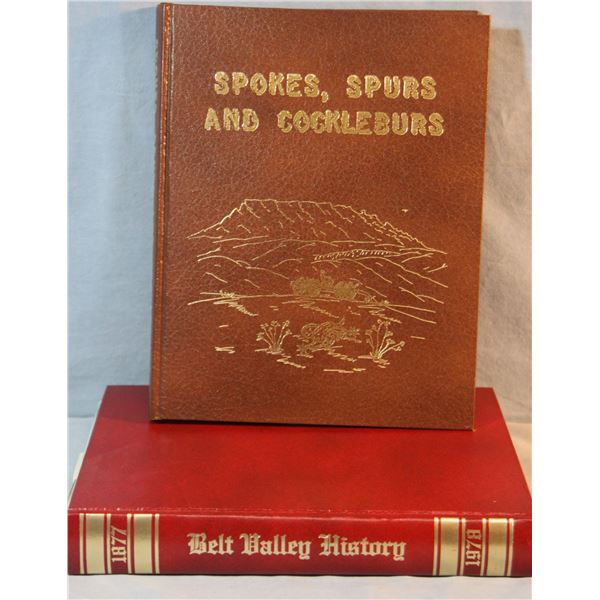 SPOKES, SPURS
AND COCKLEBURS
1877
Belt Valley History
1978